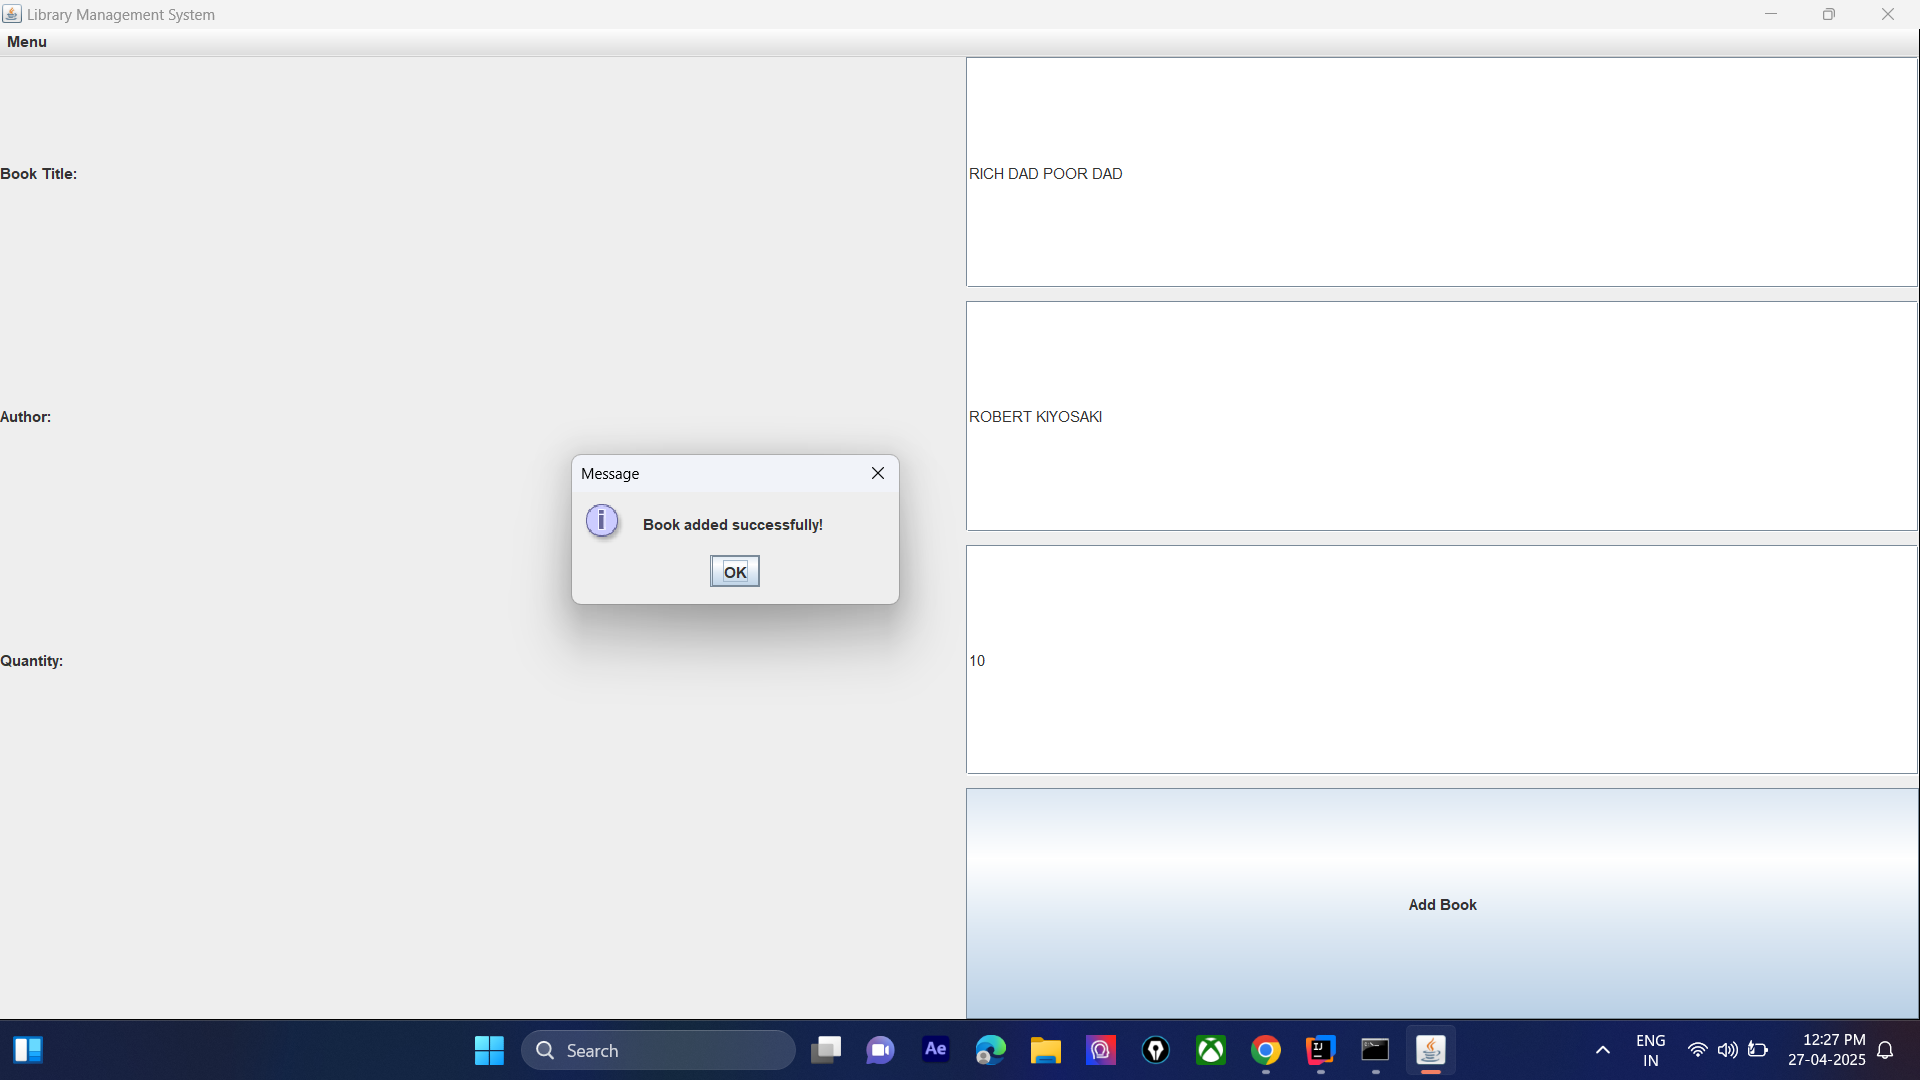 Library Management System
Menu
Book Title:
RICH DAD POOR DAD
Author:
ROBERT KIYOSAKI
Message
Book added successfully!
OK
Quantity:
10
Add Book
Search
Ae
IJ
ENG
IN
12:27 PM
27-04-2025